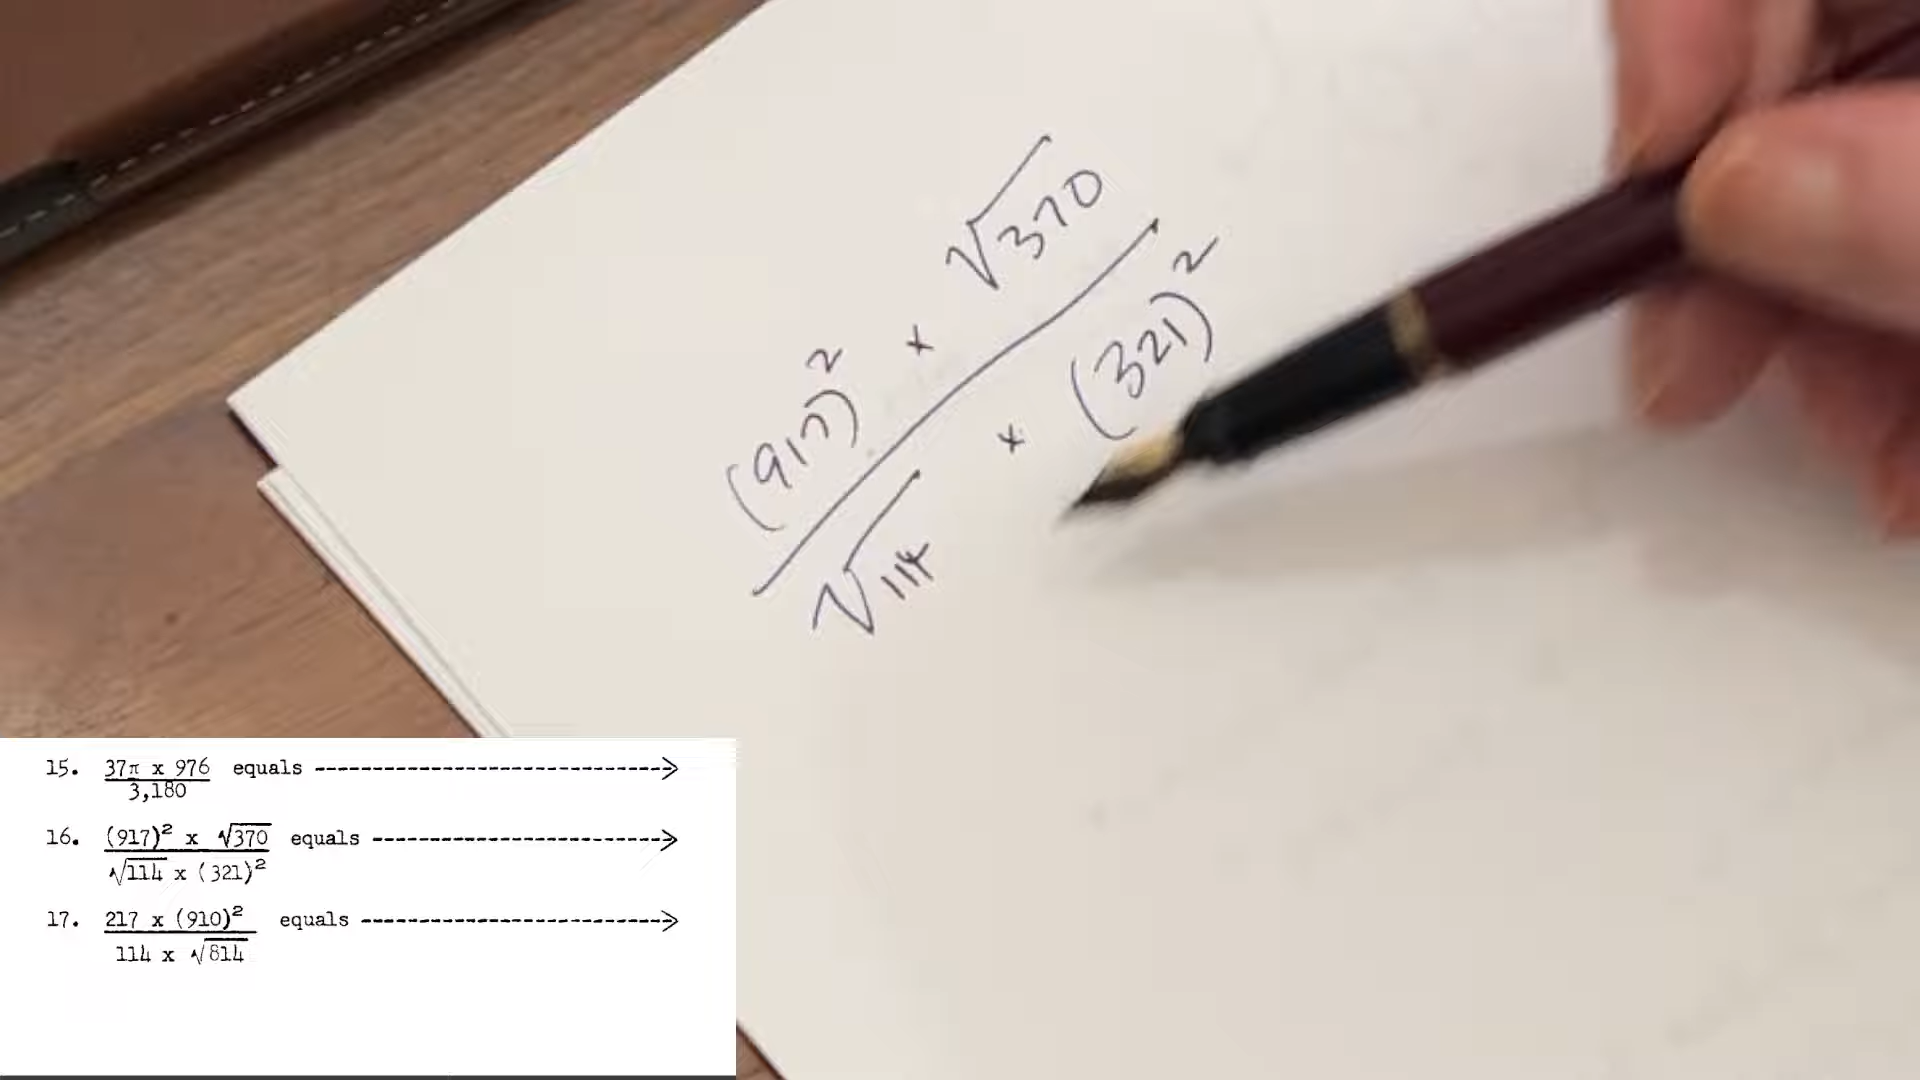 (917)² x √370
√114 x (321)²
15. 37π x 976 equals ---------->
3,180
16. (917)² x √370 equals ---------->
√114 x (321)²
17. 217 x (910)² equals ---------->
114 x √814